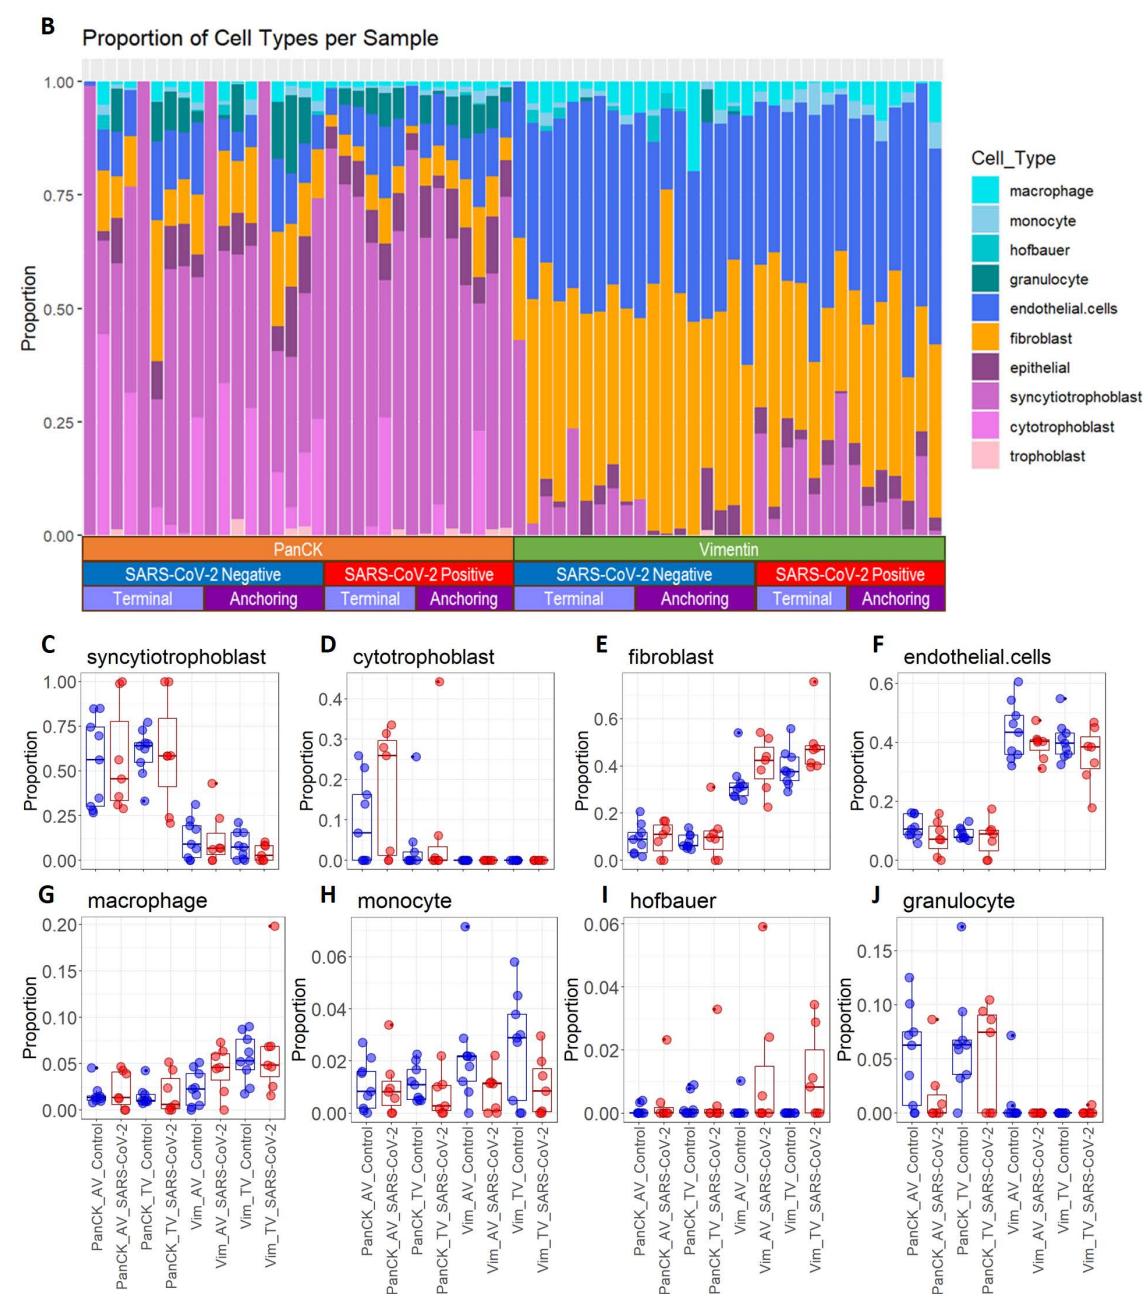 B
Proportion of Cell Types per Sample
1.00
0.75
0.50
0.25
0.00
Proportion
Cell_Type
macrophage
monocyte
hofbauer
granulocyte
endothelial.cells
fibroblast
epithelial
syncytiotrophoblast
cytotrophoblast
trophoblast
PanCK Vimentin
SARS-CoV-2 Negative SARS-CoV-2 Positive SARS-CoV-2 Negative SARS-CoV-2 Positive
Terminal Anchoring Terminal Anchoring Terminal Anchoring Terminal Anchoring
C
syncytiotrophoblast
1.00
0.75
0.50
0.25
0.00
Proportion
D
cytotrophoblast
0.4
0.3
0.2
0.1
0.0
Proportion
E
fibroblast
0.6
0.4
0.2
0.0
Proportion
F
endothelial.cells
0.6
0.4
0.2
0.0
Proportion
G
macrophage
0.20
0.15
0.10
0.05
0.00
Proportion
PanCK_AV_Control
PanCK_AV_SARS-CoV-2
PanCK_TV_Control
PanCK_TV_SARS-CoV-2
Vim_AV_Control
Vim_AV_SARS-CoV-2
Vim_TV_Control
Vim_TV_SARS-CoV-2
H
monocyte
0.06
0.04
0.02
0.00
Proportion
PanCK_AV_Control
PanCK_AV_SARS-CoV-2
PanCK_TV_Control
PanCK_TV_SARS-CoV-2
Vim_AV_Control
Vim_AV_SARS-CoV-2
Vim_TV_Control
Vim_TV_SARS-CoV-2
I
hofbauer
0.06
0.04
0.02
0.00
Proportion
PanCK_AV_Control
PanCK_AV_SARS-CoV-2
PanCK_TV_Control
PanCK_TV_SARS-CoV-2
Vim_AV_Control
Vim_AV_SARS-CoV-2
Vim_TV_Control
Vim_TV_SARS-CoV-2
J
granulocyte
0.15
0.10
0.05
0.00
Proportion
PanCK_AV_Control
PanCK_AV_SARS-CoV-2
PanCK_TV_Control
PanCK_TV_SARS-CoV-2
Vim_AV_Control
Vim_AV_SARS-CoV-2
Vim_TV_Control
Vim_TV_SARS-CoV-2